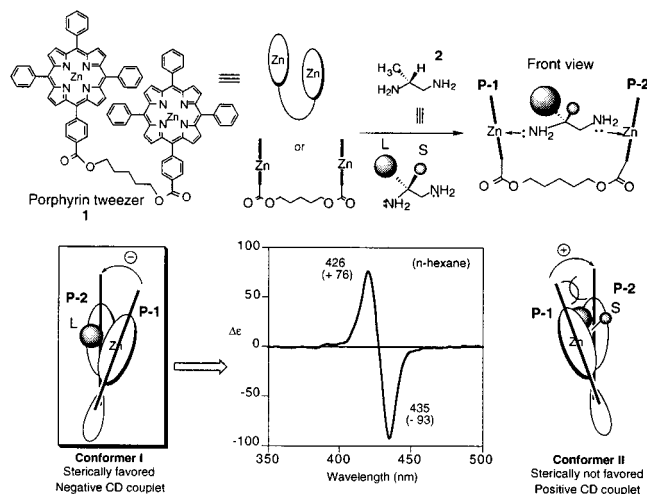 Zn
N
N
N
N
Zn
N
N
N
N
O
O
O
O
Porphyrin tweezer
1
Zn
Zn
or
Zn
Zn
O
O
O
O
2
H3C
H
H2N
NH2
L
S
NH2
:NH2
Front view
P-1
P-2
Zn
:NH2
NH2
Zn
O
O
O
O
−
P-2
P-1
L
Zn
Conformer I
Sterically favored
Negative CD couplet
100
50
0
-50
-100
Δε
426
(+ 76)
(n-hexane)
435
(- 93)
350
400
450
500
Wavelength (nm)
+
P-2
P-1
S
Zn
Conformer II
Sterically not favored
Positive CD couplet